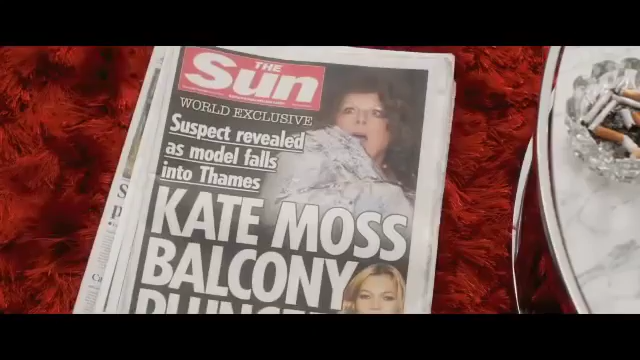 THE
Sun
WORLD EXCLUSIVE
Suspect revealed
as model falls
into Thames
KATE MOSS
BALCONY